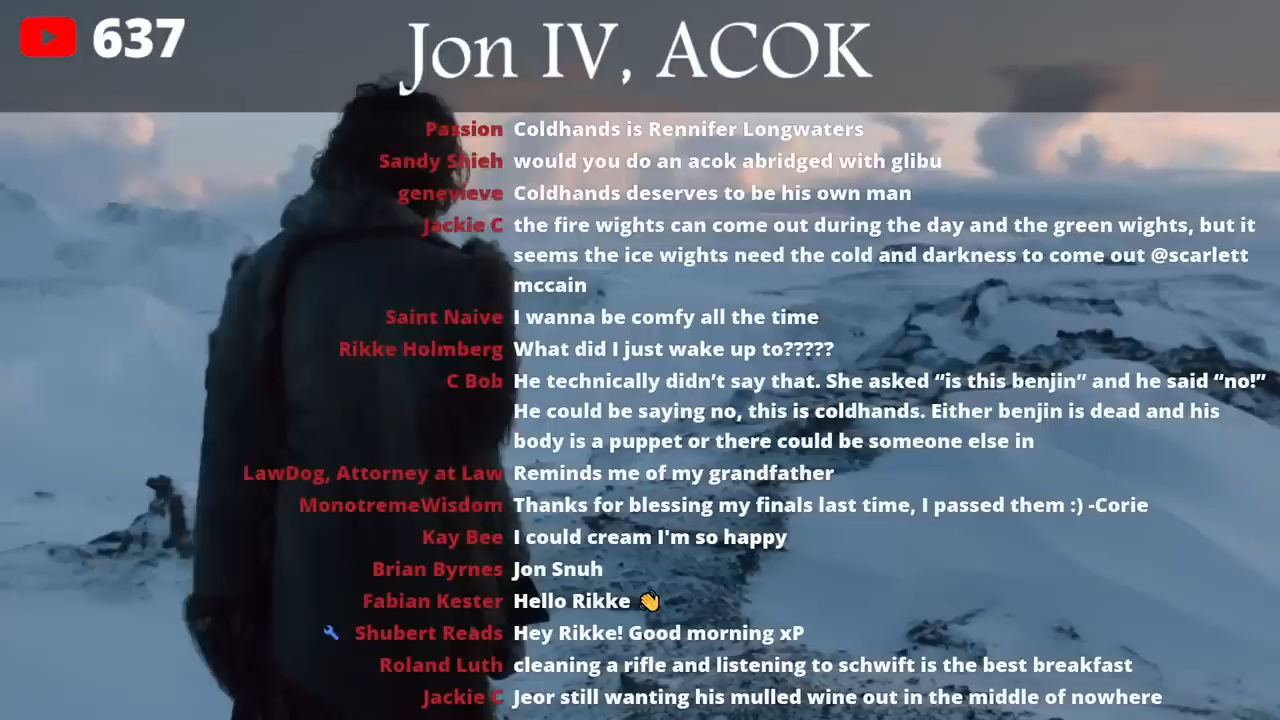 637
Jon IV, ACOK
Passion Coldhands is Rennifer Longwaters
Sandy Shieh would you do an acok abridged with glibu
genevieve Coldhands deserves to be his own man
Jackie C the fire wights can come out during the day and the green wights, but it
seems the ice wights need the cold and darkness to come out @scarlett
mccain
Saint Naive I wanna be comfy all the time
Rikke Holmberg What did I just wake up to?????
C Bob He technically didn’t say that. She asked “is this benjin” and he said “no!”
He could be saying no, this is coldhands. Either benjin is dead and his
body is a puppet or there could be someone else in
LawDog, Attorney at Law Reminds me of my grandfather
MonotremeWisdom Thanks for blessing my finals last time, I passed them :) -Corie
Kay Bee I could cream I'm so happy
Brian Byrnes Jon Snuh
Fabian Kester Hello Rikke 👋
Shubert Reads Hey Rikke! Good morning xP
Roland Luth cleaning a rifle and listening to schwift is the best breakfast
Jackie C Jeor still wanting his mulled wine out in the middle of nowhere